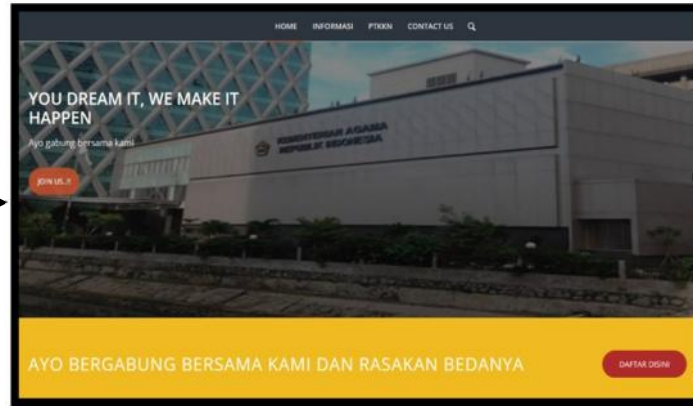 HOME INFORMASI PTKKN CONTACT US
YOU DREAM IT, WE MAKE IT
HAPPEN
Ayo gabung bersama kami
JOIN US..!!
KEMENTERIAN AGAMA
REPUBLIK INDONESIA
AYO BERGABUNG BERSAMA KAMI DAN RASAKAN BEDANYA
DAFTAR DISINI